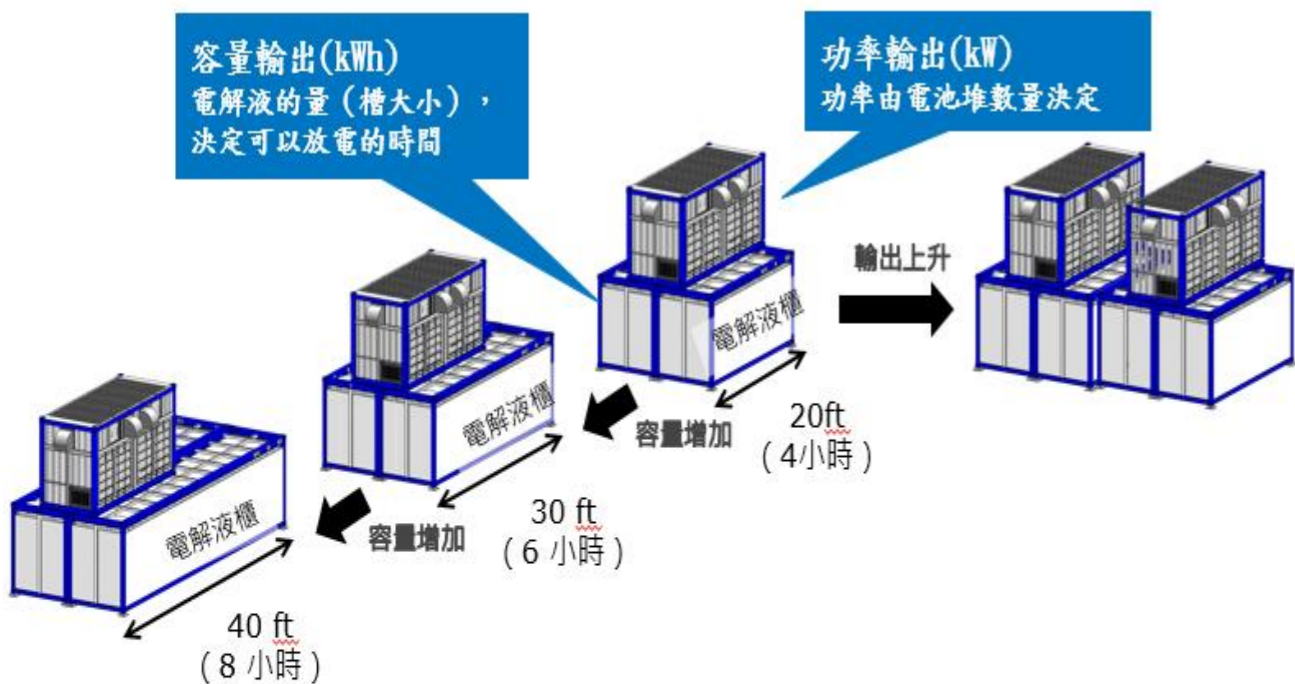 容量輸出(kWh)
電解液的量（槽大小），
決定可以放電的時間
功率輸出(kW)
功率由電池堆數量決定
輸出上升
電解液櫃
20ft
（4小時）
容量增加
電解液櫃
30 ft
（6 小時）
容量增加
電解液櫃
40 ft
（8 小時）